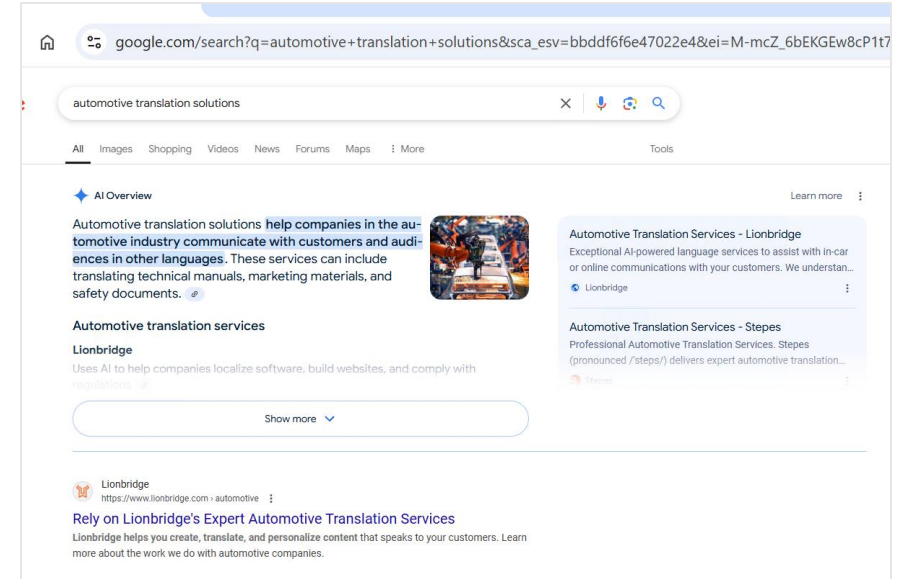 google.com/search?q=automotive+translation+solutions&sca_esv=bbddf6f6e47022e4&ei=M-mcZ_6bEKGEw8cP1t7
automotive translation solutions
All Images Shopping Videos News Forums Maps More Tools
AI Overview
Learn more
Automotive translation solutions help companies in the au-
tomotive industry communicate with customers and audi-
ences in other languages. These services can include
translating technical manuals, marketing materials, and
safety documents.
Automotive translation services
Lionbridge
Uses AI to help companies localize software, build websites, and comply with
regulations.
Show more
Automotive Translation Services - Lionbridge
Exceptional AI-powered language services to assist with in-car
or online communications with your customers. We understan...
Lionbridge
Automotive Translation Services - Stepes
Professional Automotive Translation Services. Stepes
(pronounced /ˈsteps/) delivers expert automotive translation...
Stepes
Lionbridge
https://www.lionbridge.com › automotive
Rely on Lionbridge's Expert Automotive Translation Services
Lionbridge helps you create, translate, and personalize content that speaks to your customers. Learn
more about the work we do with automotive companies.